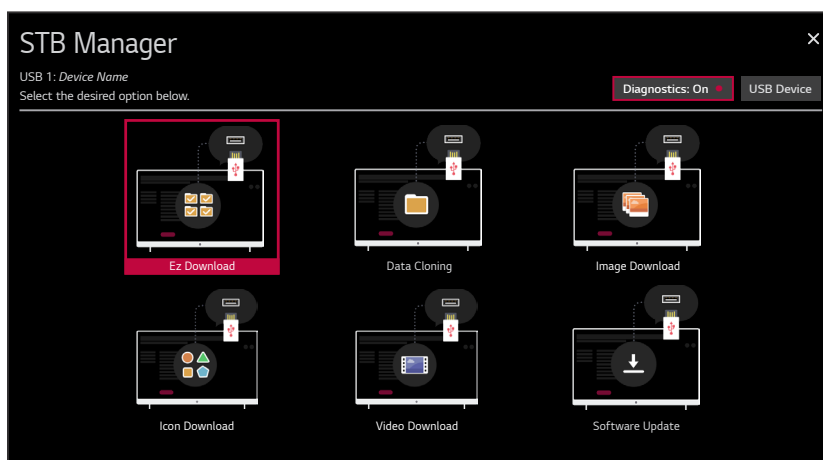 STB Manager
USB 1: Device Name
Select the desired option below.
Diagnostics: On
USB Device
Ez Download
Data Cloning
Image Download
Icon Download
Video Download
Software Update